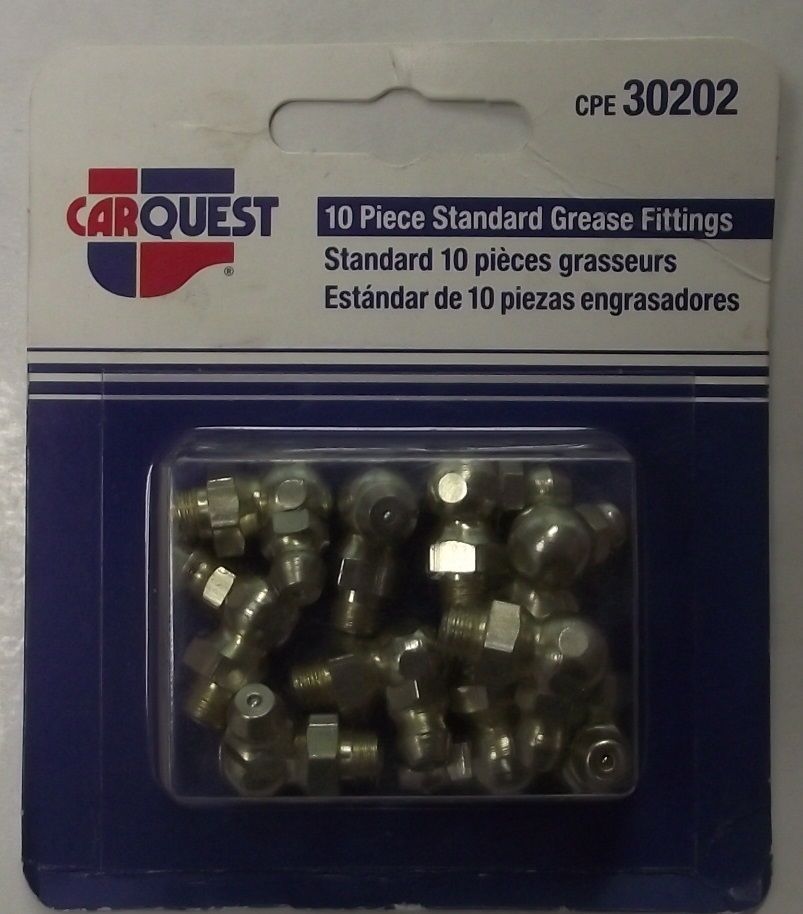 CPE 30202
CARQUEST
®
10 Piece Standard Grease Fittings
Standard 10 pièces grasseurs
Estándar de 10 piezas engrasadores